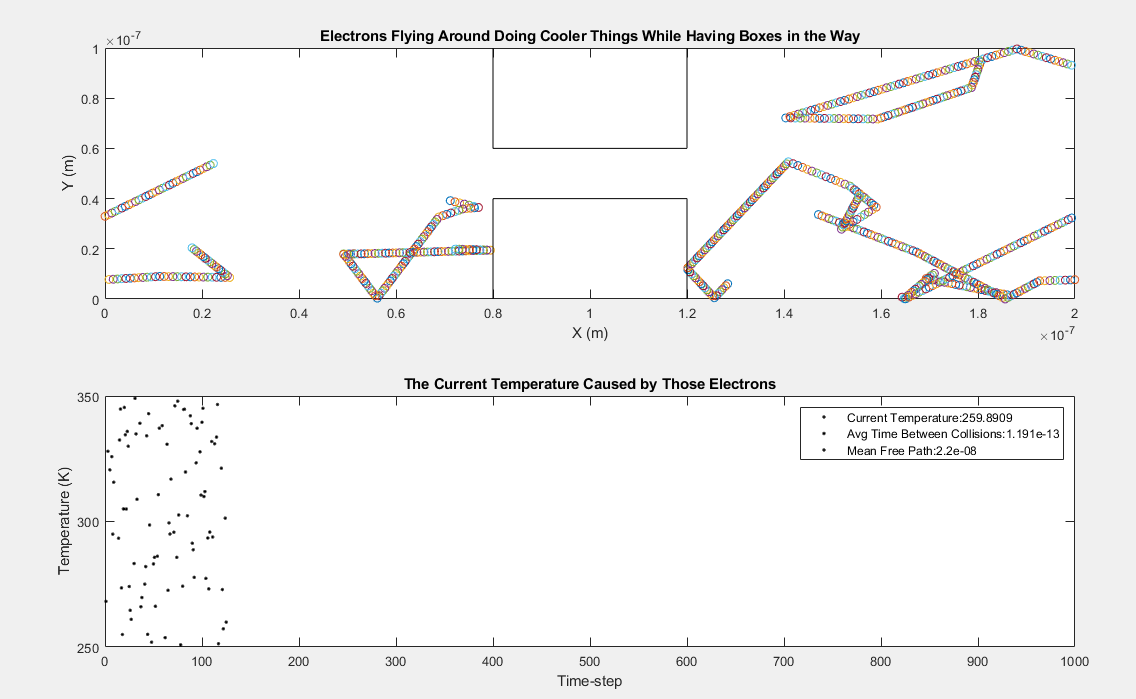 Electrons Flying Around Doing Cooler Things While Having Boxes in the Way
×10^-7
1
0.8
0.6
0.4
0.2
0
Y (m)
0 0.2 0.4 0.6 0.8 1 1.2 1.4 1.6 1.8 2
X (m)
×10^-7
The Current Temperature Caused by Those Electrons
350
300
250
Temperature (K)
Current Temperature:259.8909
Avg Time Between Collisions:1.191e-13
Mean Free Path:2.2e-08
0 100 200 300 400 500 600 700 800 900 1000
Time-step